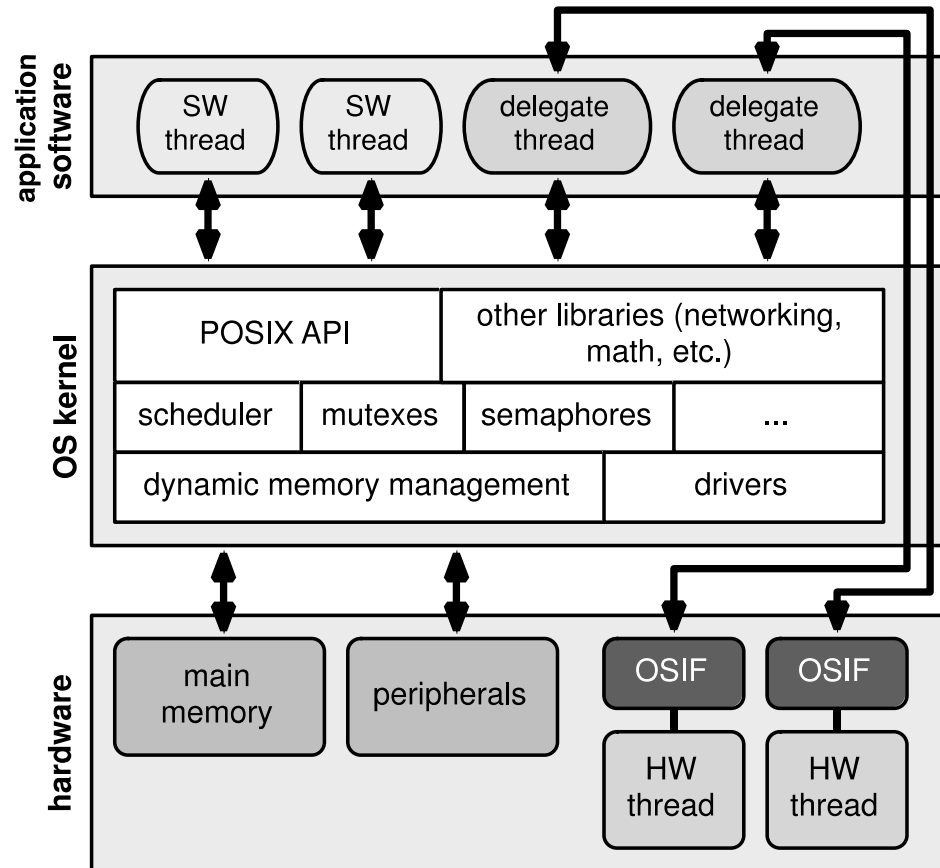 application
software
SW
thread
SW
thread
delegate
thread
delegate
thread
OS kernel
POSIX API
other libraries (networking,
math, etc.)
scheduler
mutexes
semaphores
...
dynamic memory management
drivers
hardware
main
memory
peripherals
OSIF
OSIF
HW
thread
HW
thread